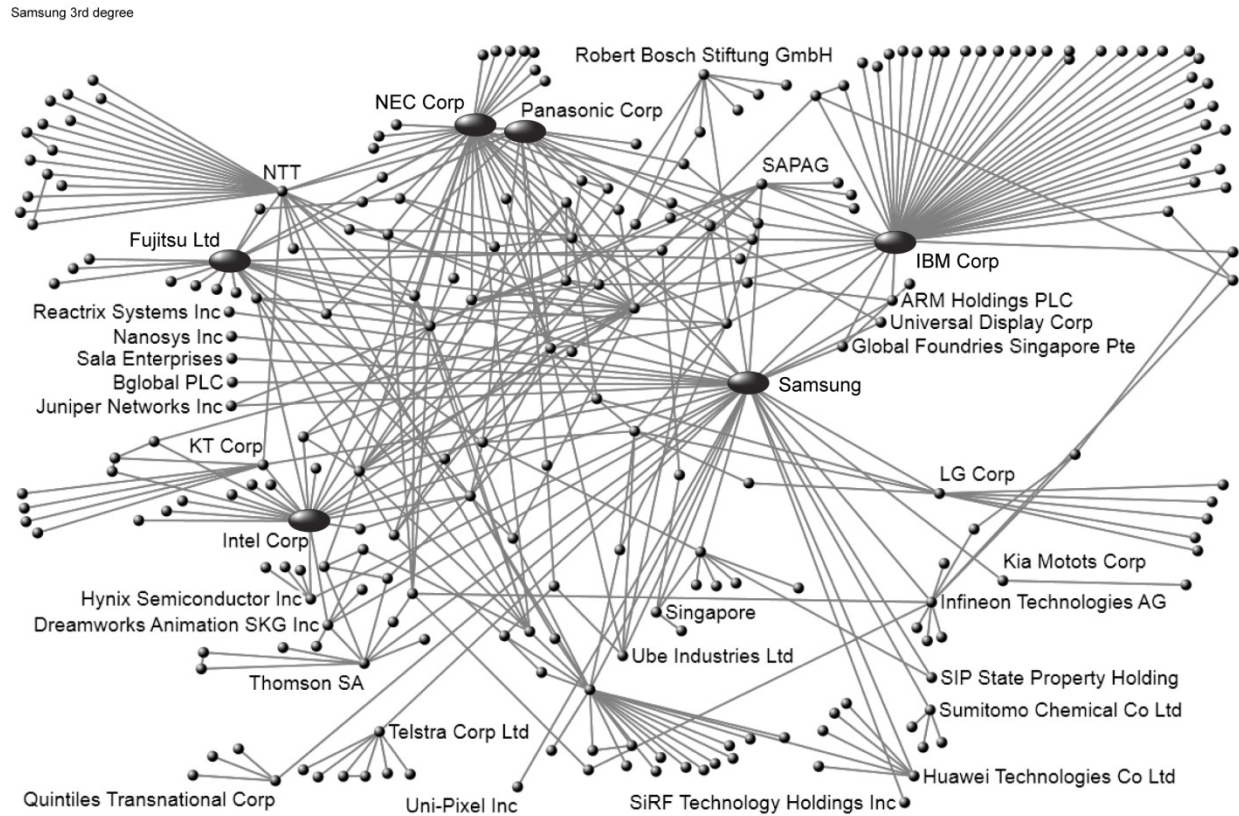 Samsung 3rd degree
Robert Bosch Stiftung GmbH
NEC Corp
Panasonic Corp
NTT
SAPAG
Fujitsu Ltd
IBM Corp
Reactrix Systems Inc
ARM Holdings PLC
Nanosys Inc
Universal Display Corp
Sala Enterprises
Global Foundries Singapore Pte
Bglobal PLC
Samsung
Juniper Networks Inc
KT Corp
LG Corp
Intel Corp
Kia Motots Corp
Hynix Semiconductor Inc
Infineon Technologies AG
Dreamworks Animation SKG Inc
Singapore
Ube Industries Ltd
Thomson SA
SIP State Property Holding
Sumitomo Chemical Co Ltd
Telstra Corp Ltd
Huawei Technologies Co Ltd
Quintiles Transnational Corp
Uni-Pixel Inc
SiRF Technology Holdings Inc